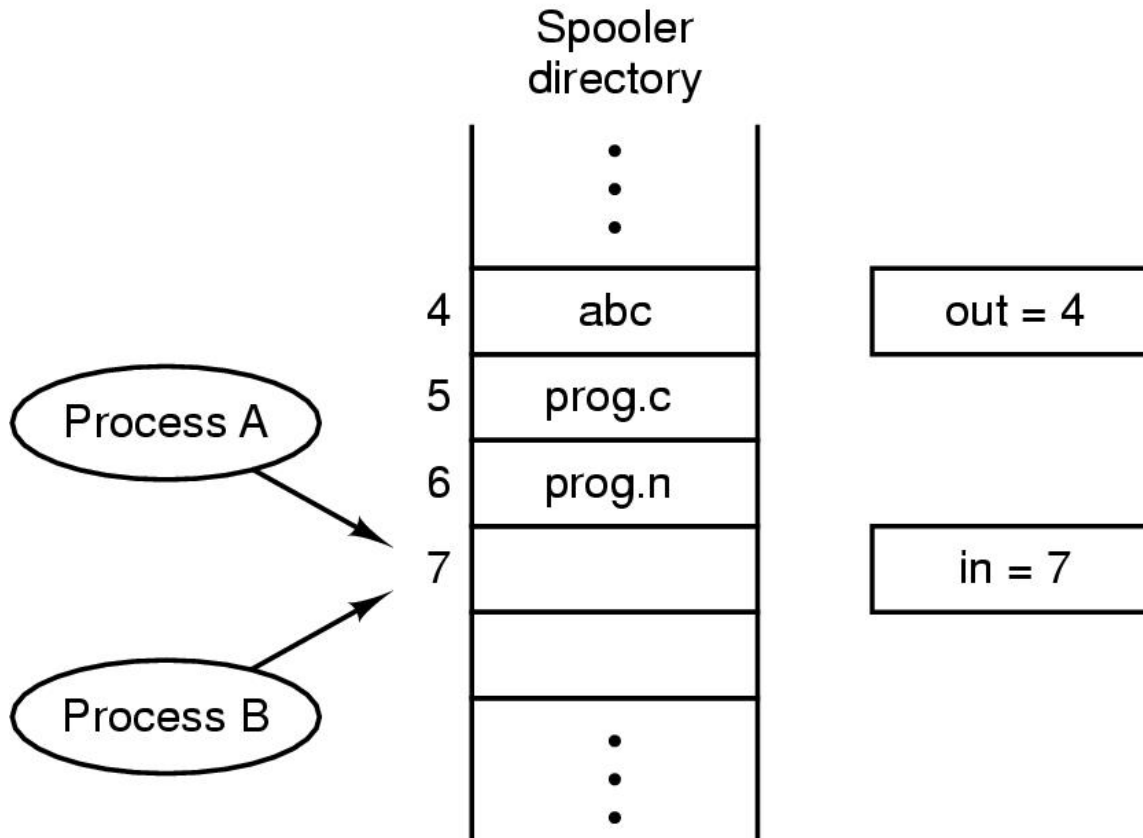 Spooler
directory
4 abc out = 4
5 prog.c
Process A
6 prog.n
7 in = 7
Process B